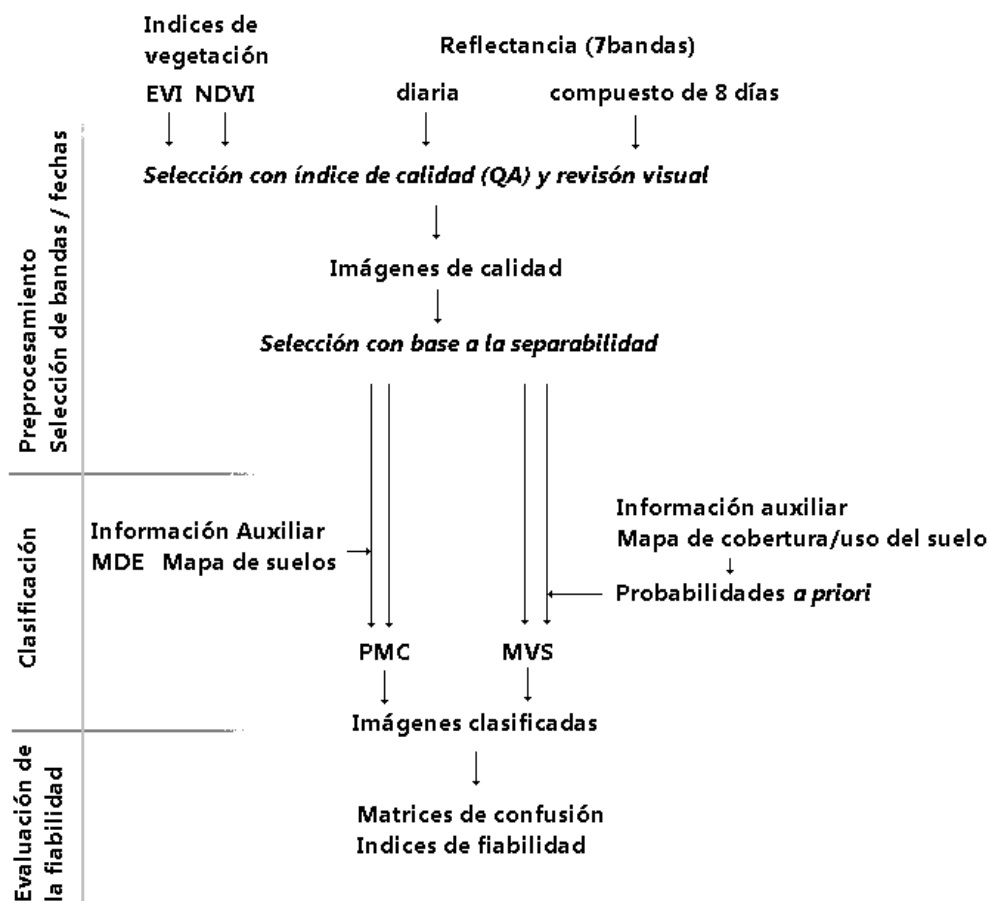 Indices de
vegetación
Reflectancia (7bandas)
EVI NDVI
diaria
compuesto de 8 días
Selección con índice de calidad (QA) y revisón visual
Imágenes de calidad
Selección con base a la separabilidad
Preprocesamiento
Selección de bandas / fechas
Clasificación
Información Auxiliar
MDE Mapa de suelos
Información auxiliar
Mapa de cobertura/uso del suelo
Probabilidades a priori
PMC
MVS
Imágenes clasificadas
Evaluación de
la fiabilidad
Matrices de confusión
Indices de fiabilidad